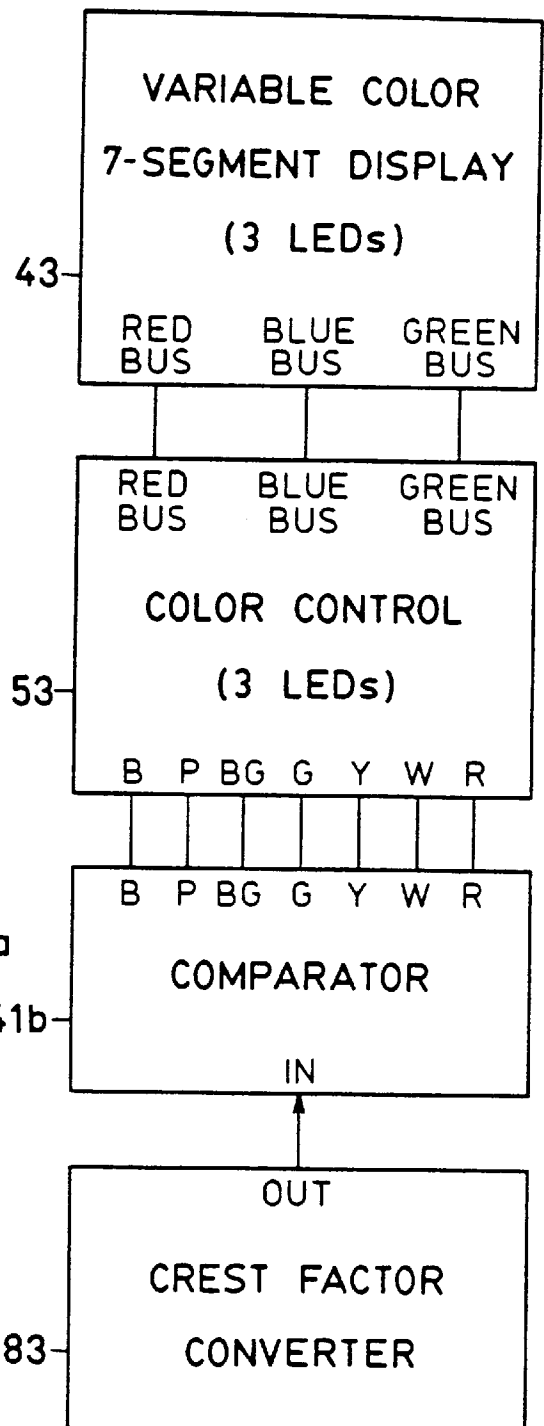 VARIABLE COLOR
7-SEGMENT DISPLAY
(3 LEDs)
43
RED BLUE GREEN
BUS BUS BUS
RED BLUE GREEN
BUS BUS BUS
COLOR CONTROL
(3 LEDs)
53
B P BG G Y W R
B P BG G Y W R
COMPARATOR
41b
IN
OUT
CREST FACTOR
CONVERTER
83